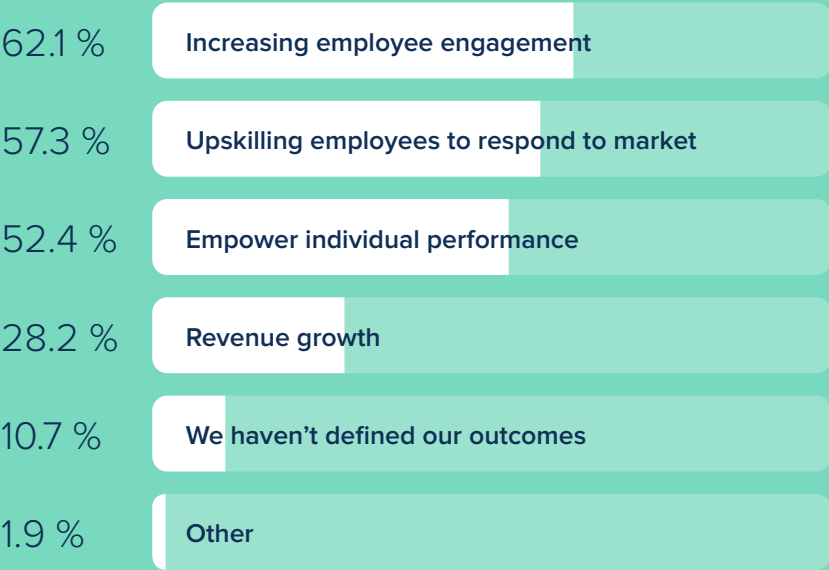 62.1 % Increasing employee engagement
57.3 % Upskilling employees to respond to market
52.4 % Empower individual performance
28.2 % Revenue growth
10.7 % We haven’t defined our outcomes
1.9 % Other